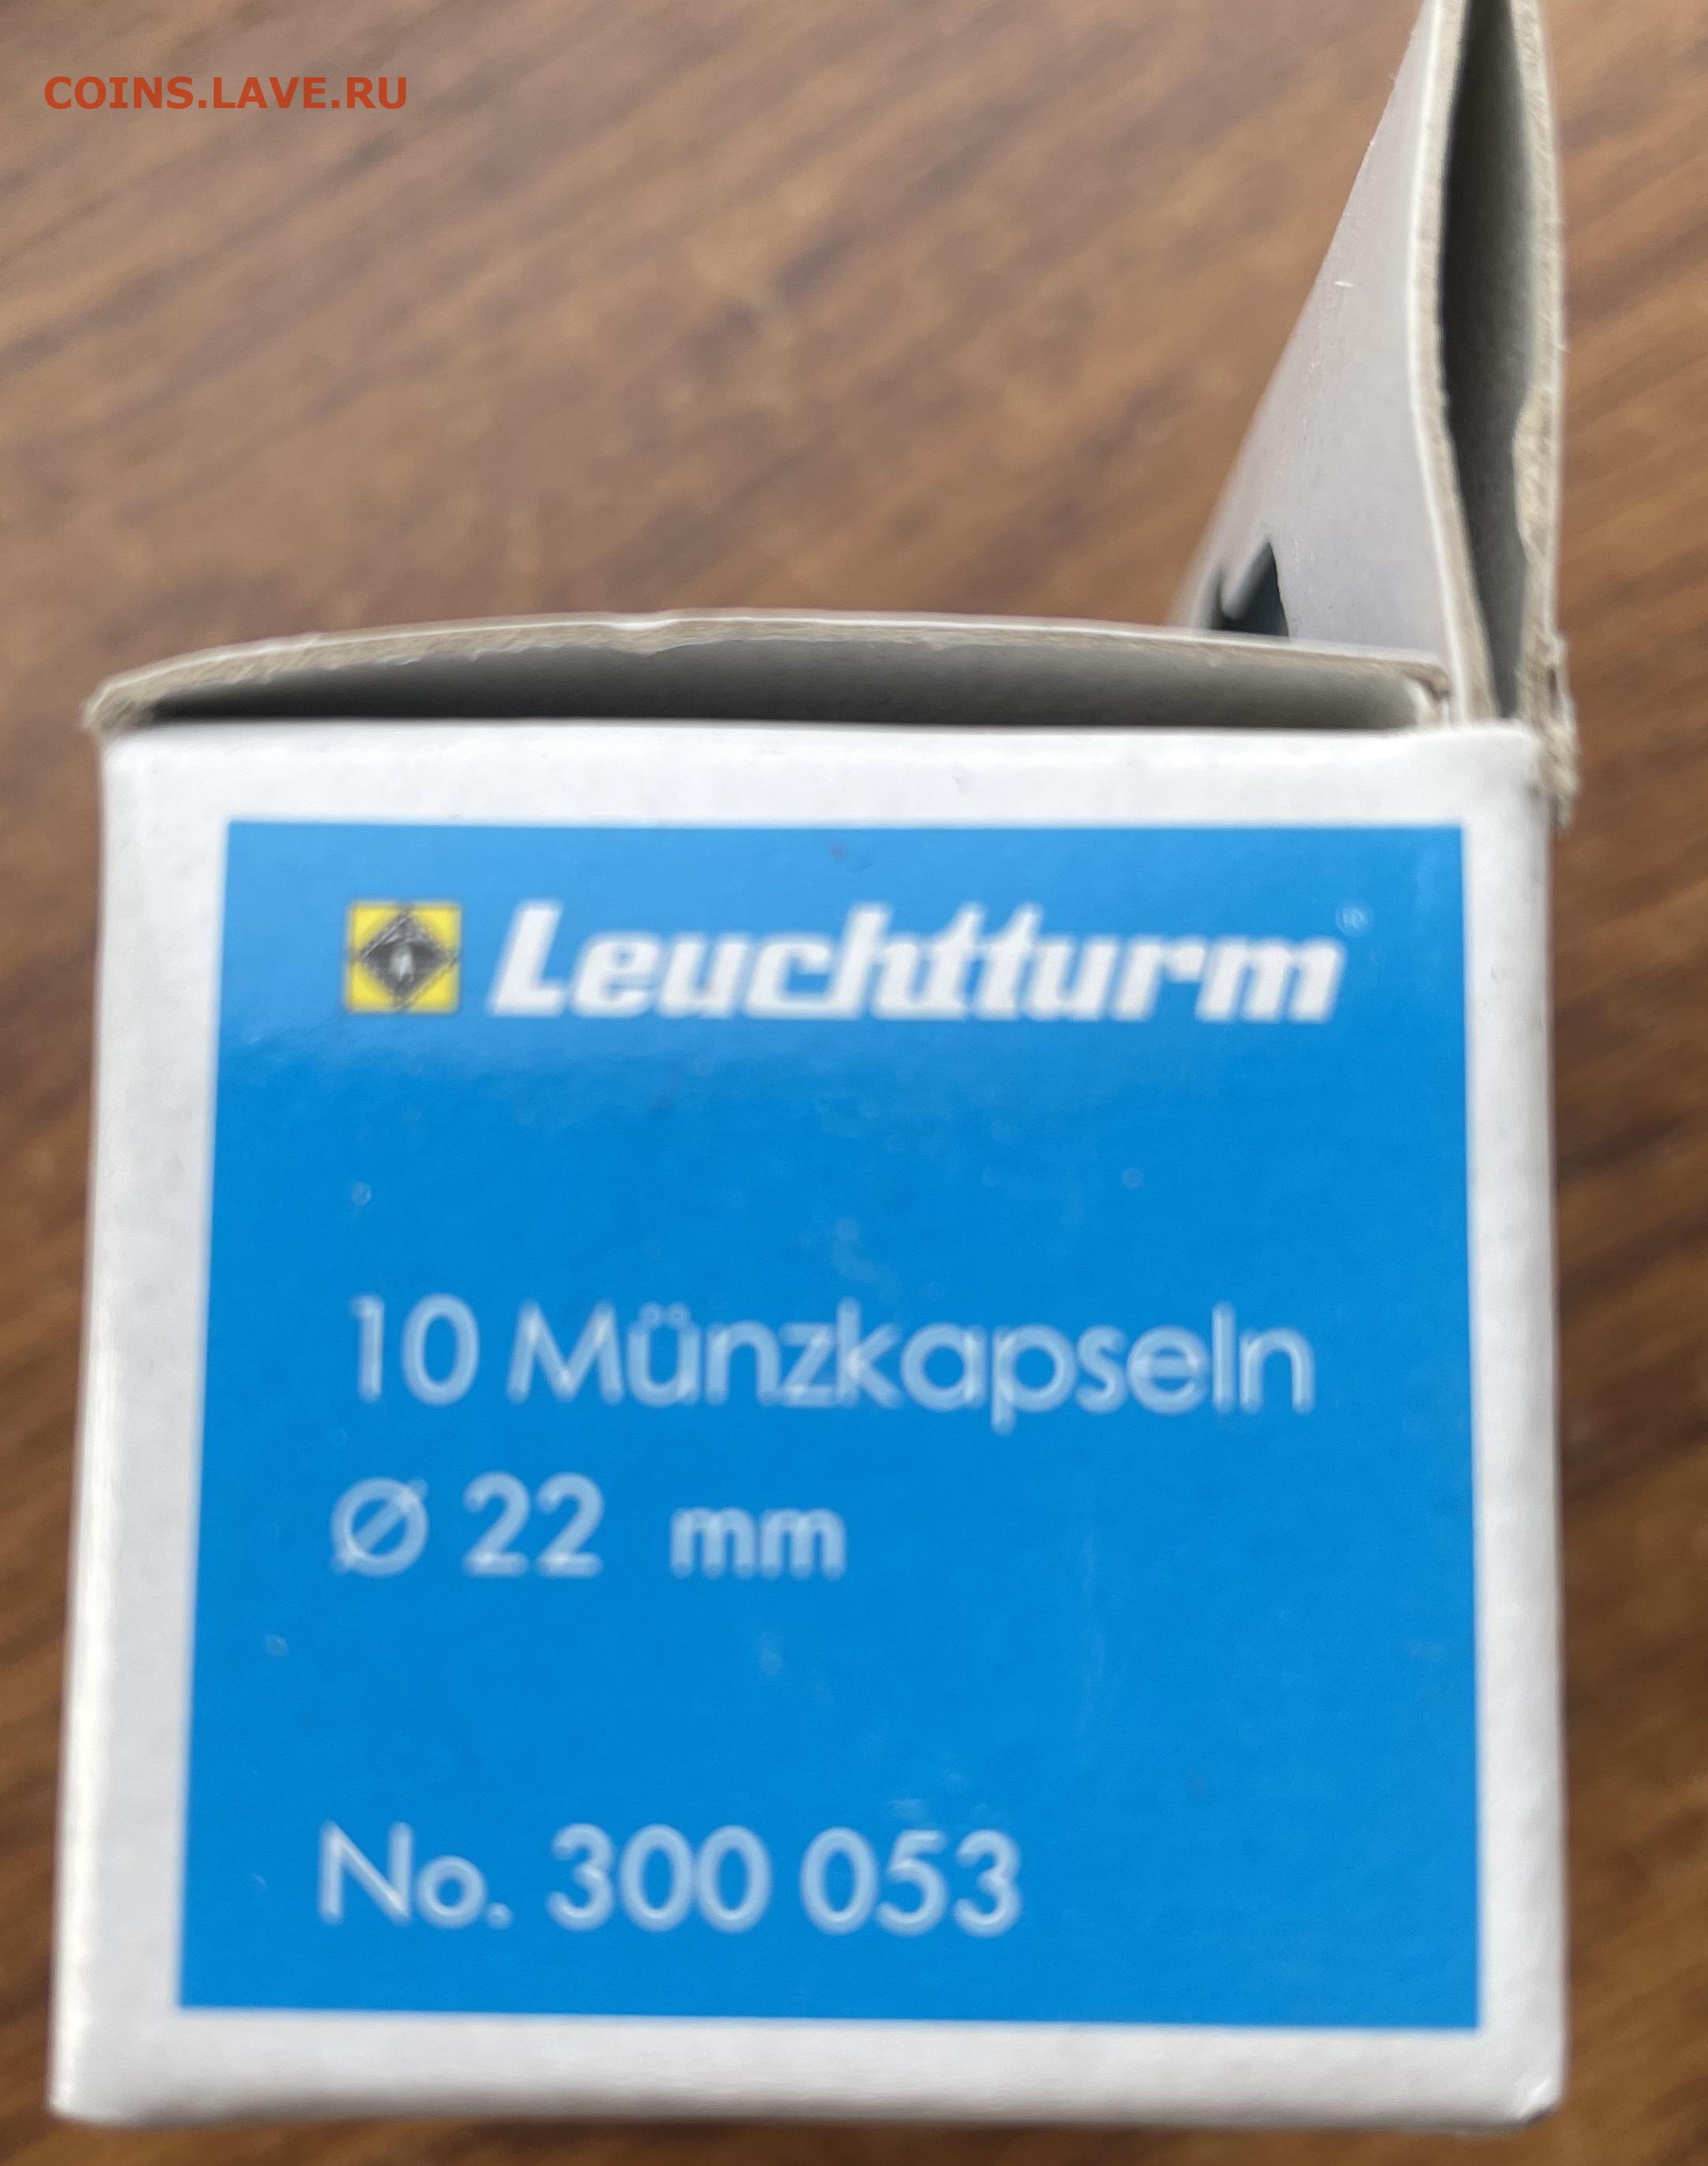 COINS.LAVE.RU
Leuchtturm®
10 Münzkapseln
Ø 22 mm
No. 300 053